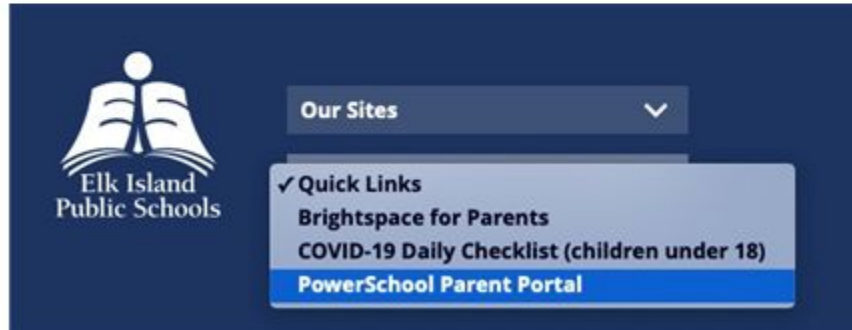 Elk Island
Public Schools
Our Sites
✓ Quick Links
Brightspace for Parents
COVID-19 Daily Checklist (children under 18)
PowerSchool Parent Portal